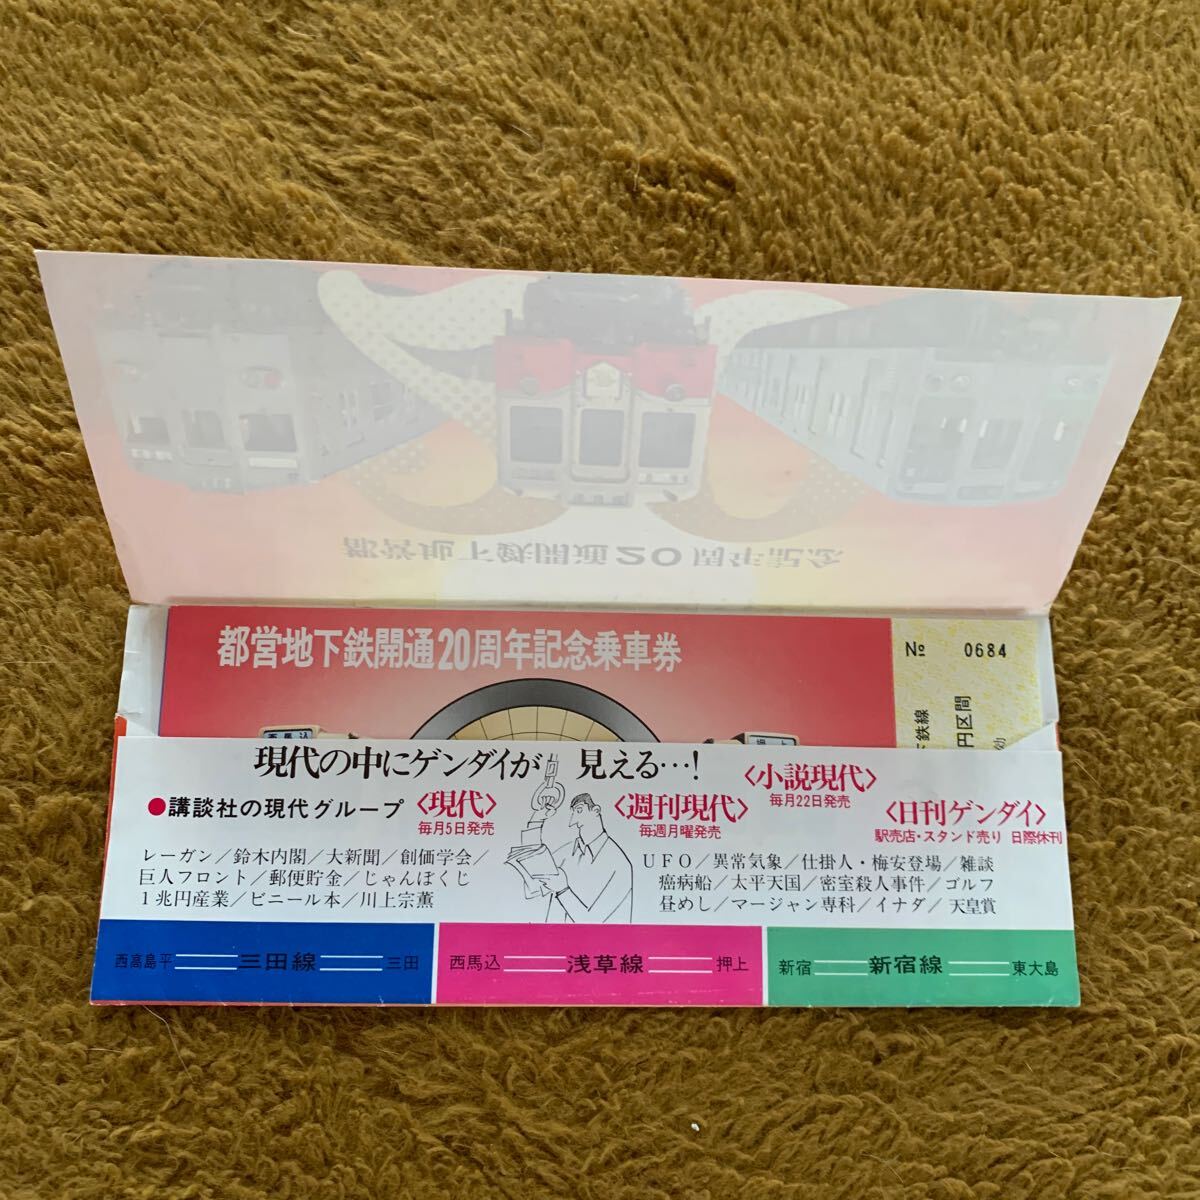 都営地下鉄開通20周年記念
都営地下鉄開通20周年記念乗車券
№ 0684
下鉄線
円区間
西馬込
現代の中にゲンダイが 見える…!
●講談社の現代グループ
〈現代〉
毎月5日発売
〈週刊現代〉
毎週月曜発売
〈小説現代〉
毎月22日発売
〈日刊ゲンダイ〉
駅売店・スタンド売り 日際休刊
レーガン／鈴木内閣／大新聞／創価学会／
巨人フロント／郵便貯金／じゃんぼくじ
１兆円産業／ビニール本／川上宗薫
ＵＦＯ／異常気象／仕掛人・梅安登場／雑談
癌病船／太平天国／密室殺人事件／ゴルフ
昼めし／マージャン専科／イナダ／天皇賞
西高島平 三田線 三田
西馬込 浅草線 押上
新宿 新宿線 東大島